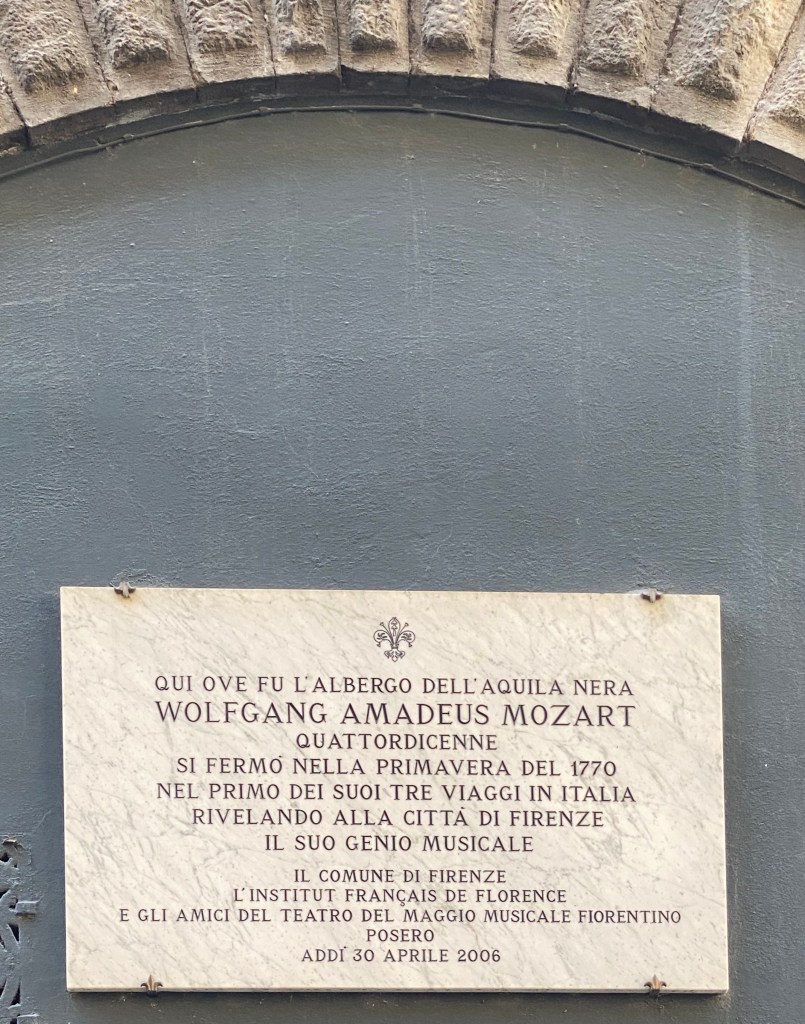 QUI OVE FU L'ALBERGO DELL'AQUILA NERA
WOLFGANG AMADEUS MOZART
QUATTORDICENNE
SI FERMÒ NELLA PRIMAVERA DEL 1770
NEL PRIMO DEI SUOI TRE VIAGGI IN ITALIA
RIVELANDO ALLA CITTÀ DI FIRENZE
IL SUO GENIO MUSICALE
IL COMUNE DI FIRENZE
L'INSTITUT FRANÇAIS DE FLORENCE
E GLI AMICI DEL TEATRO DEL MAGGIO MUSICALE FIORENTINO
POSERO
ADDÌ 30 APRILE 2006